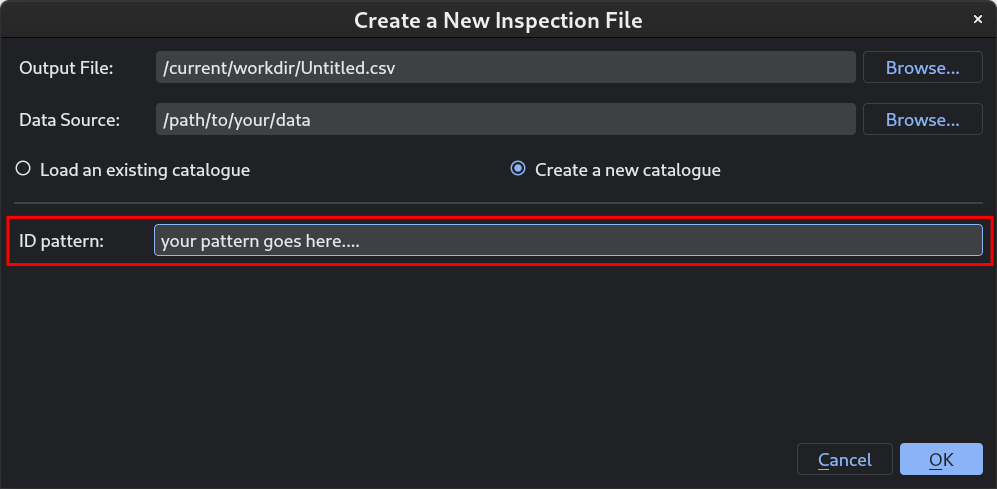 Create a New Inspection File
Output File: /current/workdir/Untitled.csv Browse...
Data Source: /path/to/your/data Browse...
Load an existing catalogue Create a new catalogue
ID pattern: your pattern goes here....
Cancel OK